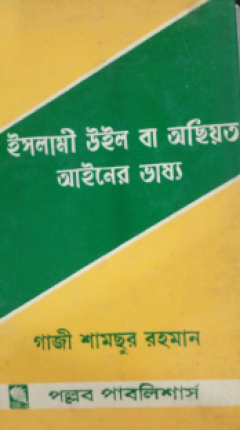 ইসলামী উইল বা অছিয়ত
আইনের ভাষ্য
গাজী শামছুর রহমান
পল্লব পাবলিশার্স